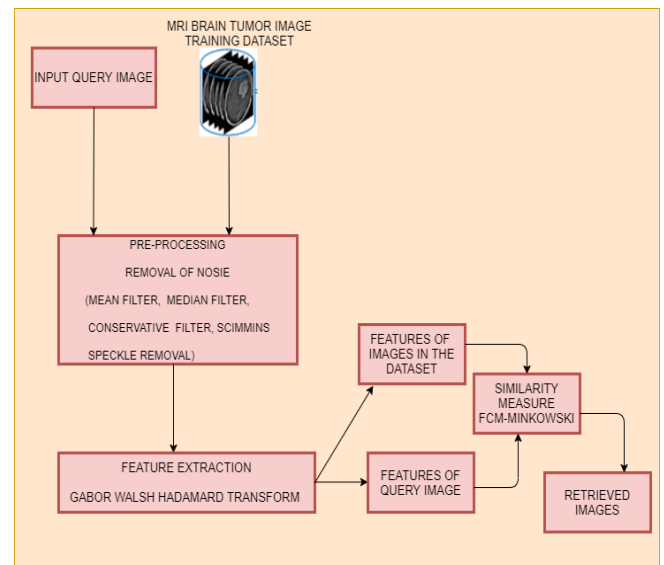 MRI BRAIN TUMOR IMAGE
TRAINING DATASET
INPUT QUERY IMAGE
PRE-PROCESSING
REMOVAL OF NOSIE
(MEAN FILTER, MEDIAN FILTER,
CONSERVATIVE FILTER, SCIMMINS
SPECKLE REMOVAL)
FEATURE EXTRACTION
GABOR WALSH HADAMARD TRANSFORM
FEATURES OF
IMAGES IN THE
DATASET
FEATURES OF
QUERY IMAGE
SIMILARITY
MEASURE
FCM-MINKOWSKI
RETRIEVED
IMAGES